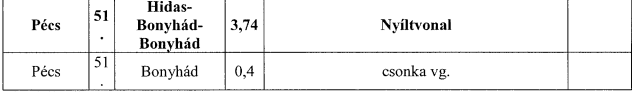 Pécs 51. Hidas-Bonyhád-Bonyhád 3,74 Nyíltvonal
Pécs 51. Bonyhád 0,4 csonka vg.